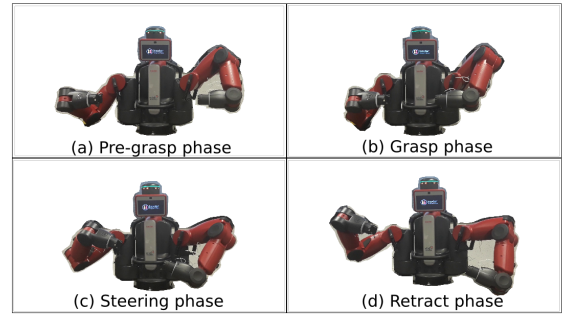 (a) Pre-grasp phase
(b) Grasp phase
(c) Steering phase
(d) Retract phase